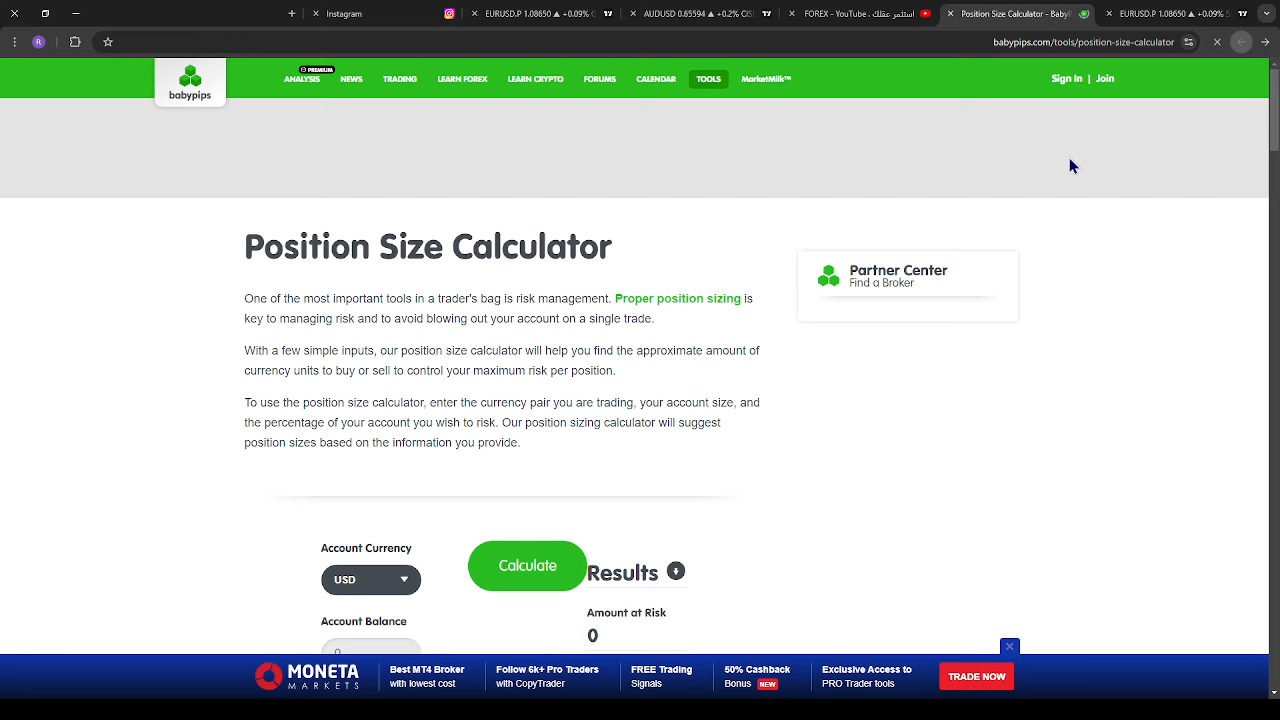 Instagram
EURUSD.P 1.08650 ▲ +0.09%
AUDUSD 0.65594 ▲ +0.2%
FOREX - YouTube استثمر عقلك
Position Size Calculator - Baby
EURUSD.P 1.08650 ▲ +0.09%
R
babypips.com/tools/position-size-calculator
babypips
PREMIUM
ANALYSIS NEWS TRADING LEARN FOREX LEARN CRYPTO FORUMS CALENDAR TOOLS MarketMilk™
Sign In | Join
Position Size Calculator
One of the most important tools in a trader's bag is risk management. Proper position sizing is
key to managing risk and to avoid blowing out your account on a single trade.
With a few simple inputs, our position size calculator will help you find the approximate amount of
currency units to buy or sell to control your maximum risk per position.
To use the position size calculator, enter the currency pair you are trading, your account size, and
the percentage of your account you wish to risk. Our position sizing calculator will suggest
position sizes based on the information you provide.
Partner Center
Find a Broker
Account Currency
USD
Calculate
Results
Account Balance
0
Amount at Risk
0
MONETA
MARKETS
Best MT4 Broker
with lowest cost
Follow 6k+ Pro Traders
with CopyTrader
FREE Trading
Signals
50% Cashback
Bonus NEW
Exclusive Access to
PRO Trader tools
TRADE NOW